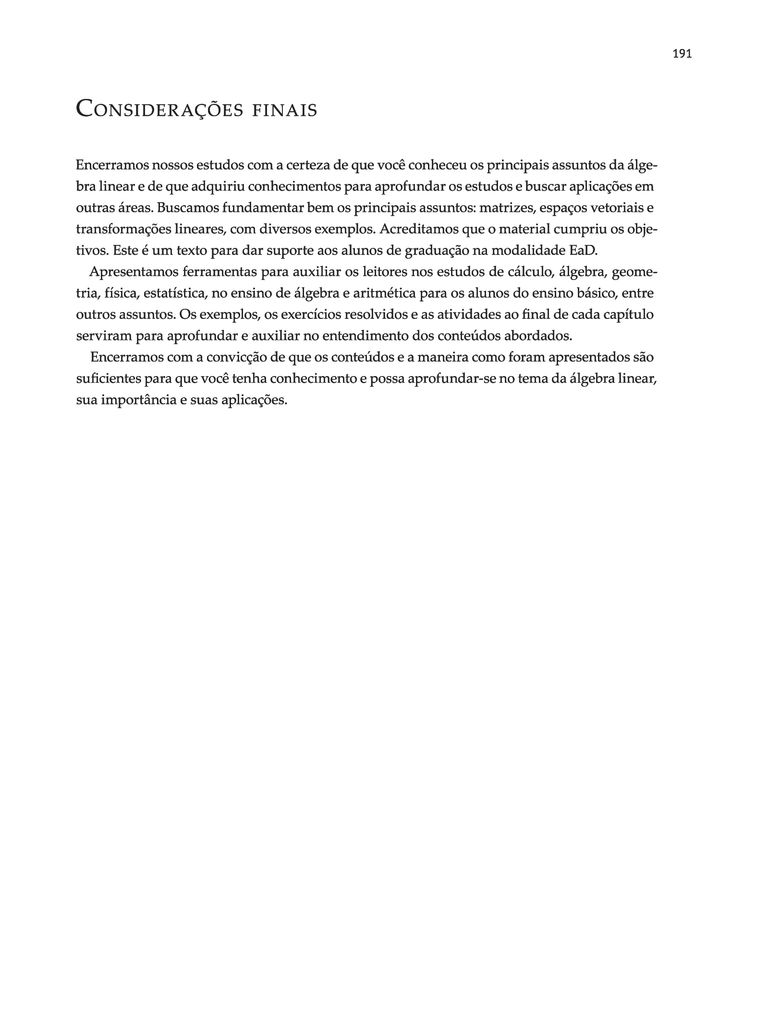 191
Considerações finais
Encerramos nossos estudos com a certeza de que você conheceu os principais assuntos da álge-
bra linear e de que adquiriu conhecimentos para aprofundar os estudos e buscar aplicações em
outras áreas. Buscamos fundamentar bem os principais assuntos: matrizes, espaços vetoriais e
transformações lineares, com diversos exemplos. Acreditamos que o material cumpriu os obje-
tivos. Este é um texto para dar suporte aos alunos de graduação na modalidade EaD.
Apresentamos ferramentas para auxiliar os leitores nos estudos de cálculo, álgebra, geome-
tria, física, estatística, no ensino de álgebra e aritmética para os alunos do ensino básico, entre
outros assuntos. Os exemplos, os exercícios resolvidos e as atividades ao final de cada capítulo
serviram para aprofundar e auxiliar no entendimento dos conteúdos abordados.
Encerramos com a convicção de que os conteúdos e a maneira como foram apresentados são
suficientes para que você tenha conhecimento e possa aprofundar-se no tema da álgebra linear,
sua importância e suas aplicações.